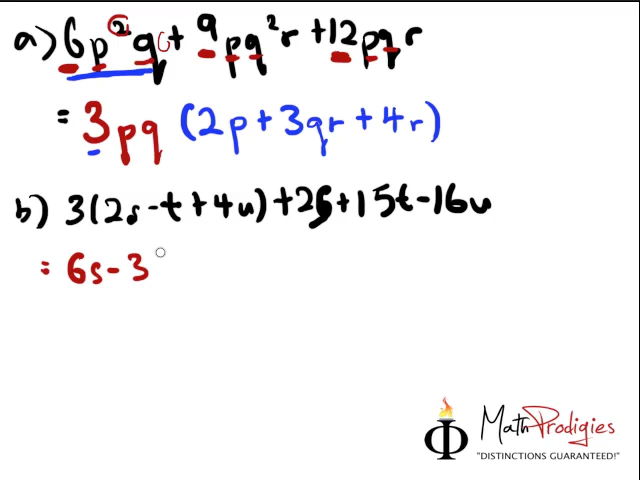 a) 6p²q + 9pq²r + 12pqr
= 3pq (2p + 3qr + 4r)
b) 3(2s - t + 4u) + 2s + 15t - 16u
= 6s - 3
Math Prodigies
"DISTINCTIONS GUARANTEED!"